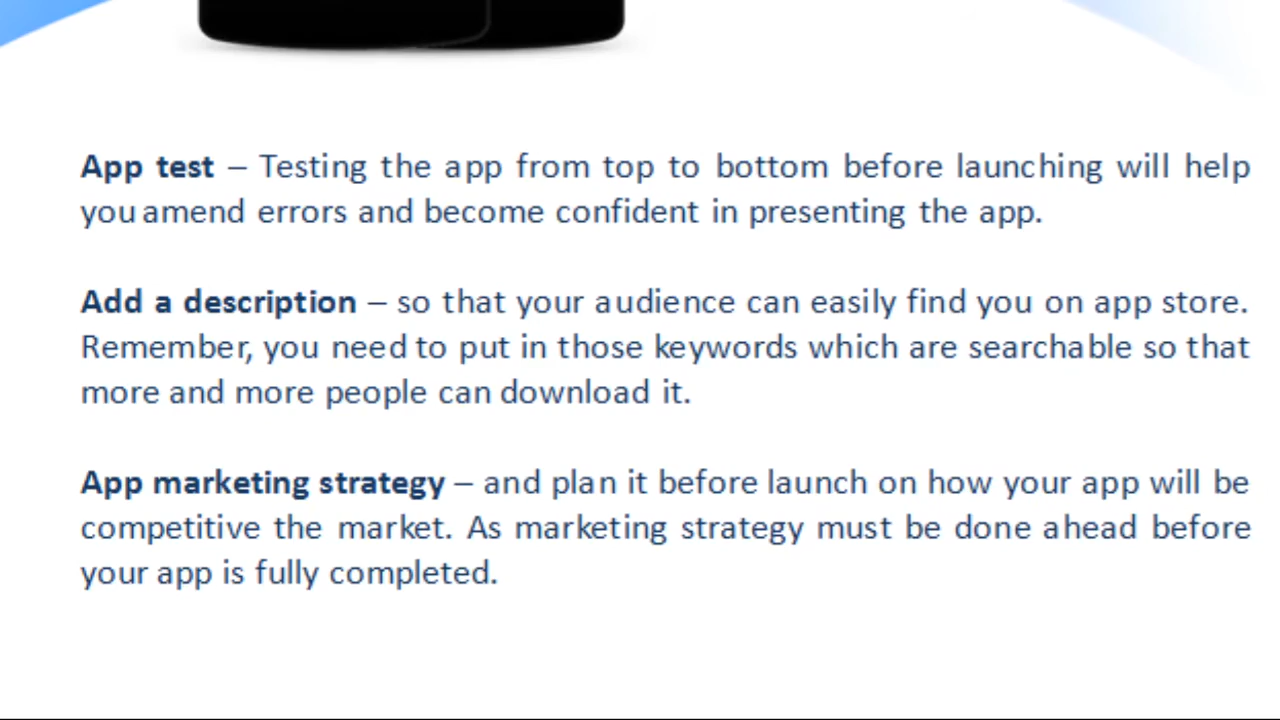 App test – Testing the app from top to bottom before launching will help
you amend errors and become confident in presenting the app.
Add a description – so that your audience can easily find you on app store.
Remember, you need to put in those keywords which are searchable so that
more and more people can download it.
App marketing strategy – and plan it before launch on how your app will be
competitive the market. As marketing strategy must be done ahead before
your app is fully completed.